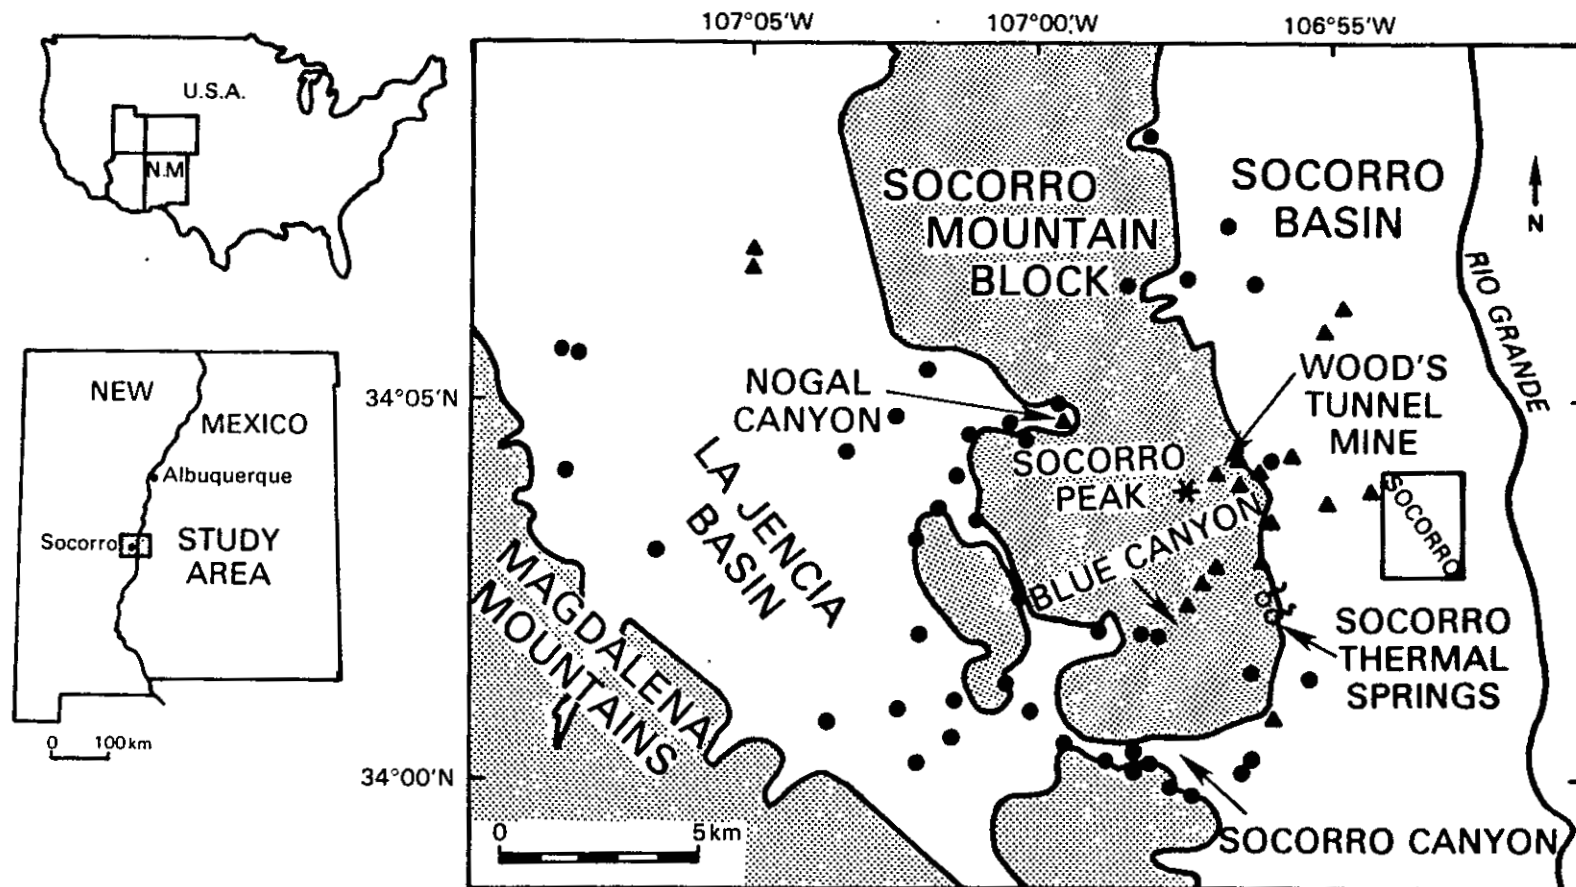 U.S.A.
N.M
NEW
MEXICO
Albuquerque
Socorro
STUDY
AREA
0 100km
107°05'W 107°00'W 106°55'W
34°05'N
34°00'N
SOCORRO
MOUNTAIN
BLOCK
SOCORRO
BASIN
N
RIO GRANDE
NOGAL
CANYON
WOOD'S
TUNNEL
MINE
SOCORRO
PEAK
LA JENCIA
BASIN
BLUE CANYON
SOCORRO
MAGDALENA
MOUNTAINS
SOCORRO
THERMAL
SPRINGS
SOCORRO CANYON
0 5km